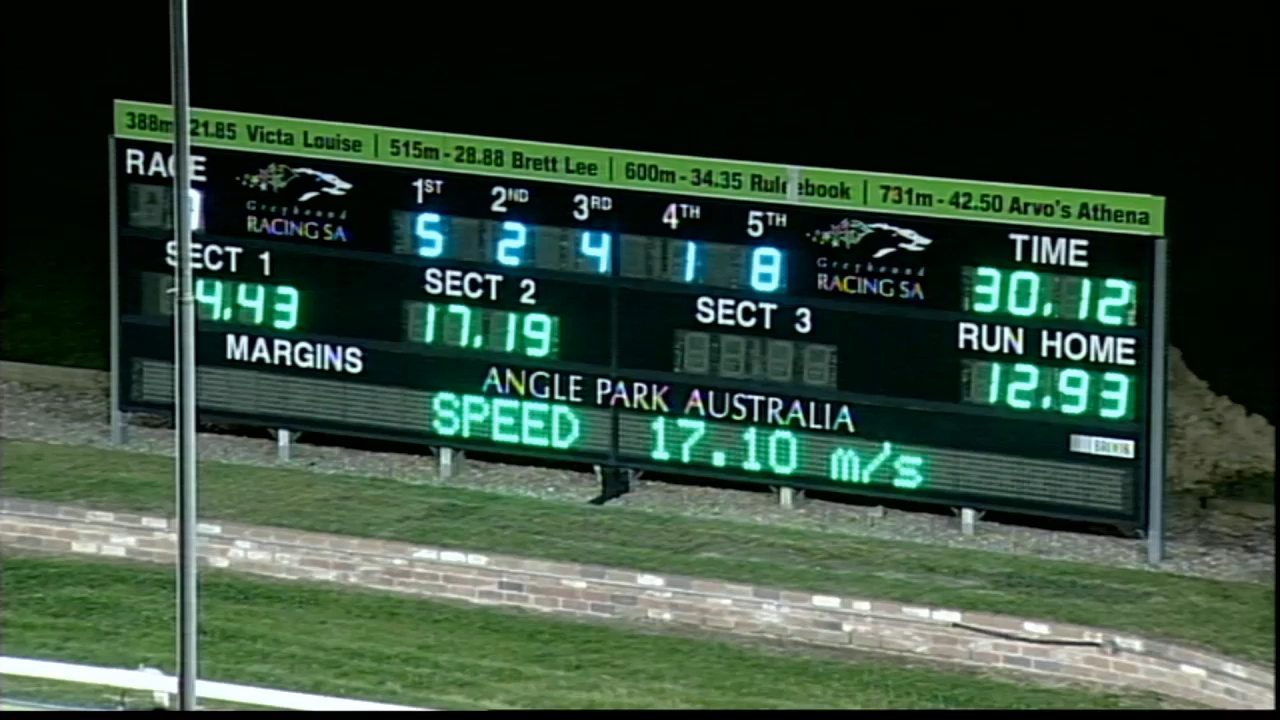 388m 21.85 Victa Louise | 515m - 28.88 Brett Lee | 600m - 34.35 Rulebook | 731m - 42.50 Arvo's Athena
RACE
Greyhound
RACING SA
1ST 2ND 3RD 4TH 5TH
5 2 4 1 8
Greyhound
RACING SA
TIME
30.12
SECT 1
4.43
SECT 2
17.19
SECT 3
RUN HOME
12.93
MARGINS
ANGLE PARK AUSTRALIA
SPEED 17.10 m/s